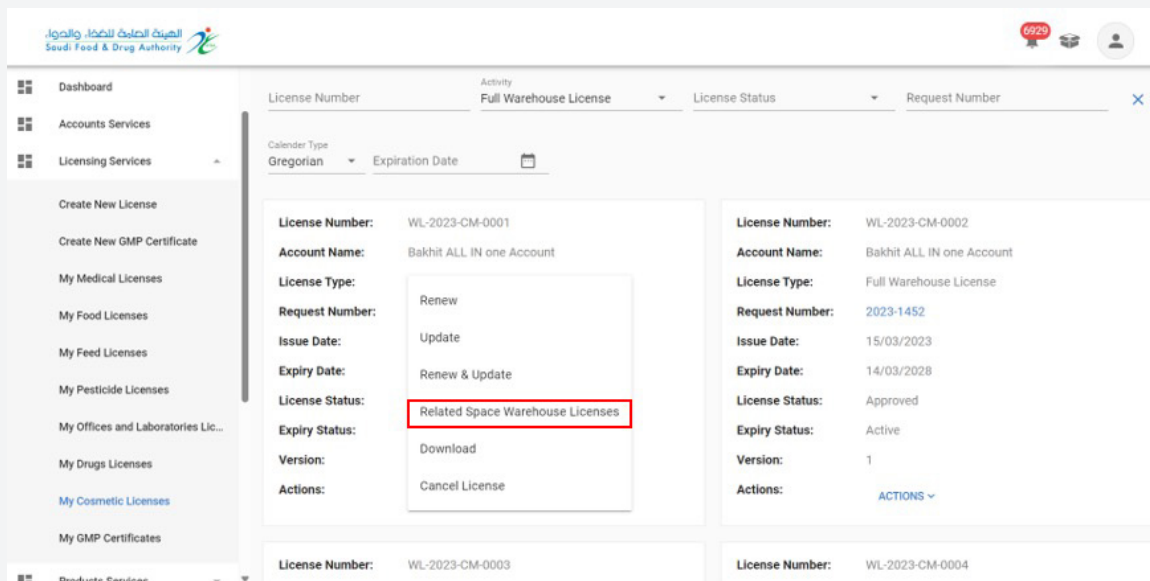 الهيئة العامة للغذاء والدواء
Saudi Food & Drug Authority
6929
Dashboard
Accounts Services
Licensing Services
Create New License
Create New GMP Certificate
My Medical Licenses
My Food Licenses
My Feed Licenses
My Pesticide Licenses
My Offices and Laboratories Lic...
My Drugs Licenses
My Cosmetic Licenses
My GMP Certificates
Products Services
License Number
Activity
Full Warehouse License
License Status
Request Number
Calender Type
Gregorian
Expiration Date
License Number: WL-2023-CM-0001
Account Name: Bakhit ALL IN one Account
License Type:
Request Number:
Issue Date:
Expiry Date:
License Status:
Expiry Status:
Version:
Actions:
Renew
Update
Renew & Update
Related Space Warehouse Licenses
Download
Cancel License
License Number: WL-2023-CM-0002
Account Name: Bakhit ALL IN one Account
License Type: Full Warehouse License
Request Number: 2023-1452
Issue Date: 15/03/2023
Expiry Date: 14/03/2028
License Status: Approved
Expiry Status: Active
Version: 1
Actions: ACTIONS
License Number: WL-2023-CM-0003
License Number: WL-2023-CM-0004